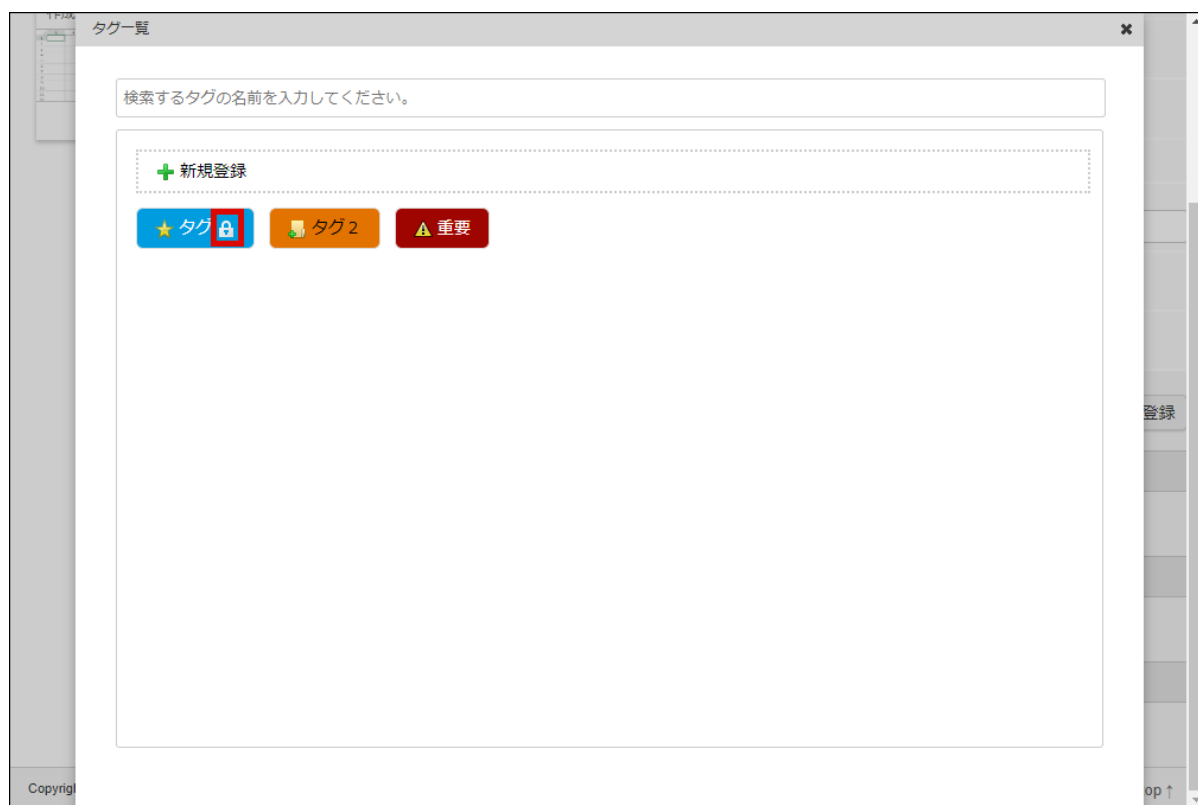 タグ一覧
検索するタグの名前を入力してください。
新規登録
タグ
タグ 2
重要
登録
Copyrig
op ↑